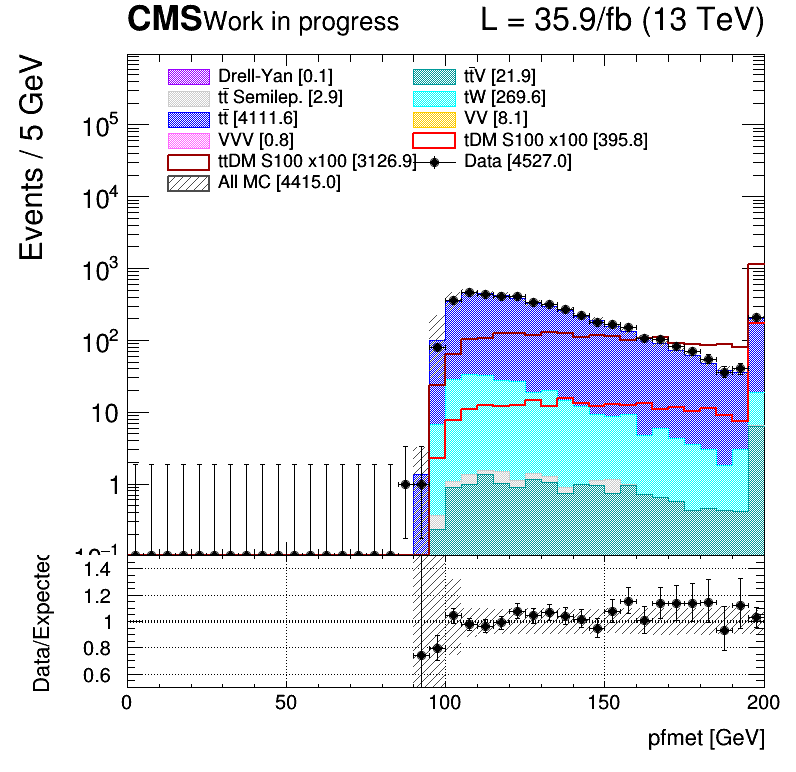 CMS Work in progress L = 35.9/fb (13 TeV)
Events / 5 GeV
Drell-Yan [0.1] tt̄V [21.9]
tt̄ Semilep. [2.9] tW [269.6]
tt̄ [4111.6] VV [8.1]
VVV [0.8] tDM S100 x100 [395.8]
ttDM S100 x100 [3126.9] Data [4527.0]
All MC [4415.0]
10⁵
10⁴
10³
10²
10
1
10⁻¹
Data/Expected
1.4
1.2
1
0.8
0.6
0 50 100 150 200
pfmet [GeV]